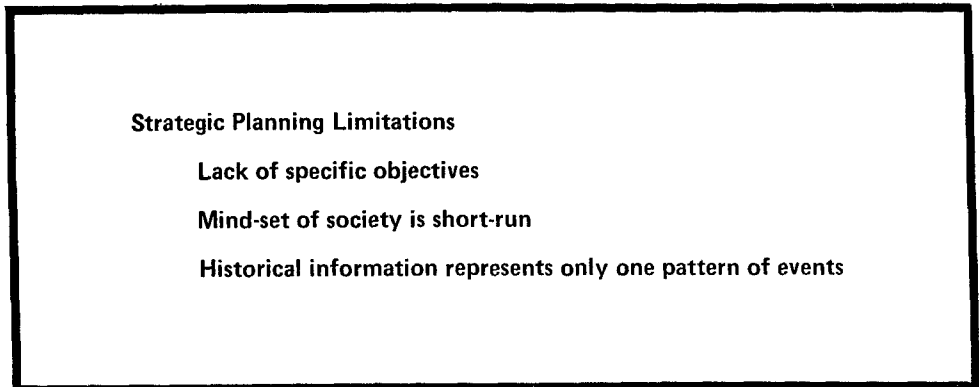 Strategic Planning Limitations
Lack of specific objectives
Mind-set of society is short-run
Historical information represents only one pattern of events